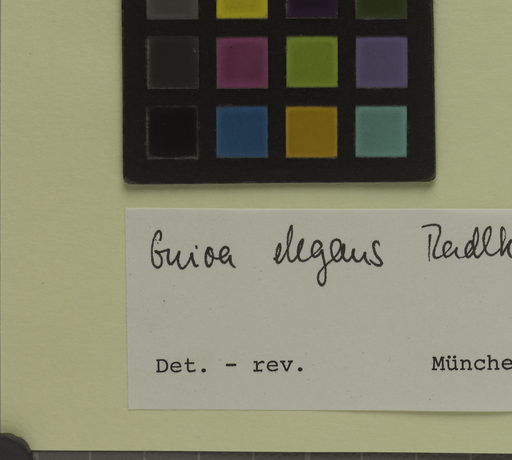 Guioa elegans Radlk
Det. - rev. Münche